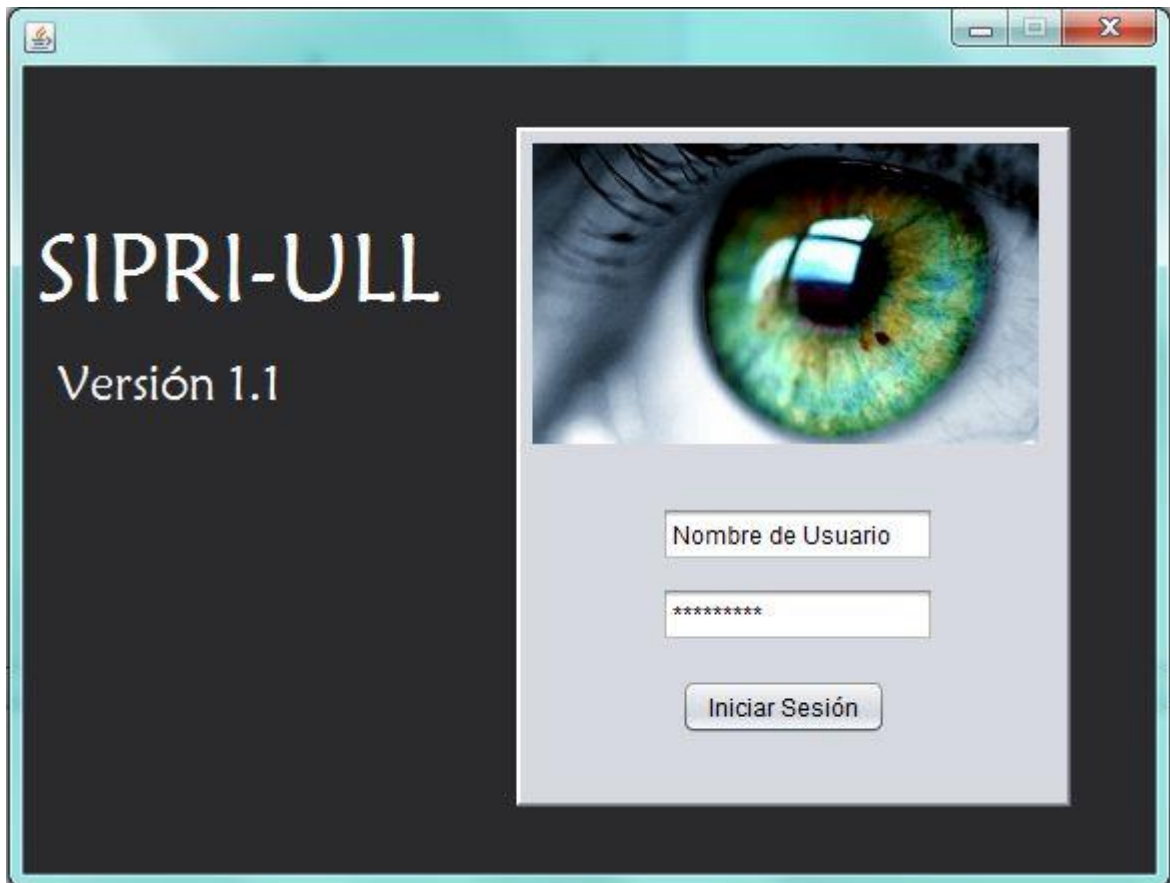 SIPRI-ULL
Versión 1.1
Nombre de Usuario
*********
Iniciar Sesión